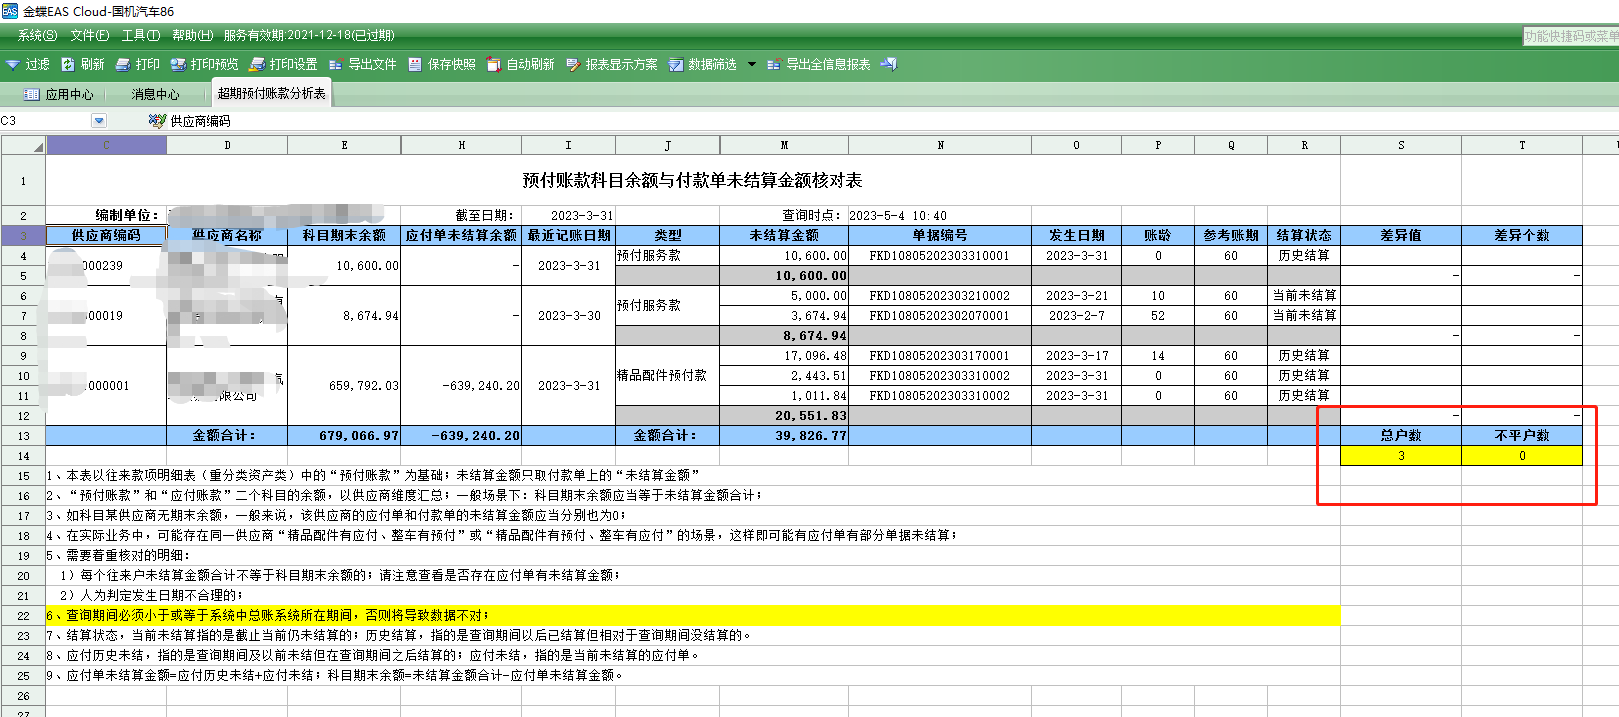 金蝶EAS Cloud-国机汽车86
系统(S) 文件(F) 工具(T) 帮助(H) 服务有效期:2021-12-18(已过期) 功能快捷码或菜单
过滤 刷新 打印 打印预览 打印设置 导出文件 保存快照 自动刷新 报表显示方案 数据筛选 导出全信息报表
应用中心 消息中心 超期预付账款分析表
C3 供应商编码
C D E H I J M N O P Q R S T
1 预付账款科目余额与付款单未结算金额核对表
2 编制单位: 截至日期: 2023-3-31 查询时点: 2023-5-4 10:40
3 供应商编码 供应商名称 科目期末余额 应付单未结算余额 最近记账日期 类型 未结算金额 单据编号 发生日期 账龄 参考账期 结算状态 差异值 差异个数
4 000239 10,600.00 - 2023-3-31 预付服务款 10,600.00 FKD10805202303310001 2023-3-31 0 60 历史结算
5 10,600.00 - -
6 5,000.00 FKD10805202303210002 2023-3-21 10 60 当前未结算
7 00019 8,674.94 - 2023-3-30 预付服务款 3,674.94 FKD10805202302070001 2023-2-7 52 60 当前未结算
8 8,674.94 - -
9 17,096.48 FKD10805202303170001 2023-3-17 14 60 历史结算
10 000001 659,792.03 -639,240.20 2023-3-31 精品配件预付款 2,443.51 FKD10805202303310002 2023-3-31 0 60 历史结算
11 限公司 1,011.84 FKD10805202303310002 2023-3-31 0 60 历史结算
12 20,551.83 - -
13 金额合计: 679,066.97 -639,240.20 金额合计: 39,826.77 总户数 不平户数
14 3 0
15 1、本表以往来款项明细表（重分类资产类）中的“预付账款”为基础；未结算金额只取付款单上的“未结算金额”
16 2、“预付账款”和“应付账款”二个科目的余额，以供应商维度汇总；一般场景下：科目期末余额应当等于未结算金额合计；
17 3、如科目某供应商无期末余额，一般来说，该供应商的应付单和付款单的未结算金额应当分别也为0；
18 4、在实际业务中，可能存在同一供应商“精品配件有应付、整车有预付”或“精品配件有预付、整车有应付”的场景，这样即可能有应付单有部分单据未结算；
19 5、需要着重核对的明细：
20 1）每个往来户未结算金额合计不等于科目期末余额的；请注意查看是否存在应付单有未结算金额；
21 2）人为判定发生日期不合理的；
22 6、查询期间必须小于或等于系统中总账系统所在期间，否则将导致数据不对；
23 7、结算状态，当前未结算指的是截止当前仍未结算的；历史结算，指的是查询期间以后已结算但相对于查询期间没结算的。
24 8、应付历史未结，指的是查询期间及以前未结但在查询期间之后结算的；应付未结，指的是当前未结算的应付单。
25 9、应付单未结算金额=应付历史未结+应付未结；科目期末余额=未结算金额合计-应付单未结算金额。
26
27